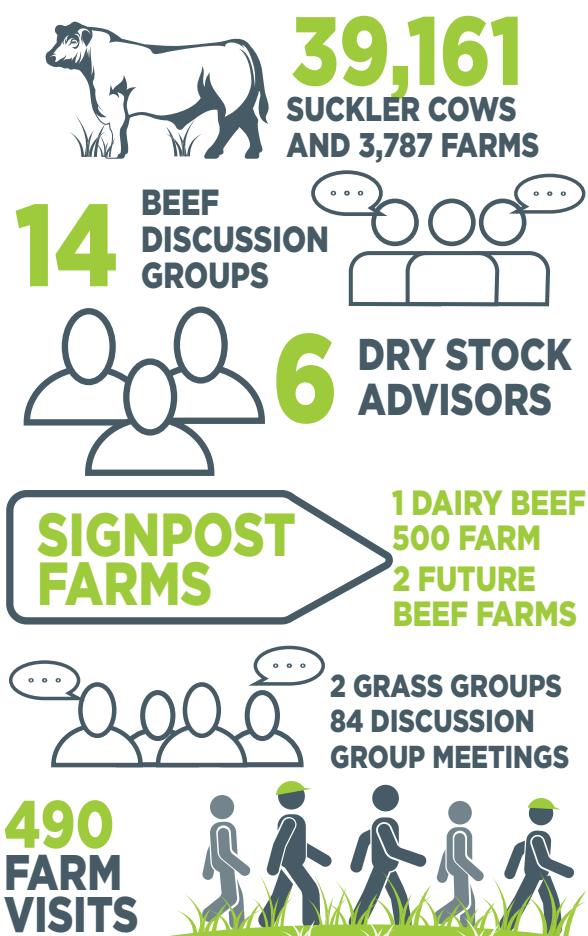 39,161
SUCKLER COWS
AND 3,787 FARMS
14
BEEF
DISCUSSION
GROUPS
6
DRY STOCK
ADVISORS
SIGNPOST
FARMS
1 DAIRY BEEF
500 FARM
2 FUTURE
BEEF FARMS
2 GRASS GROUPS
84 DISCUSSION
GROUP MEETINGS
490
FARM
VISITS